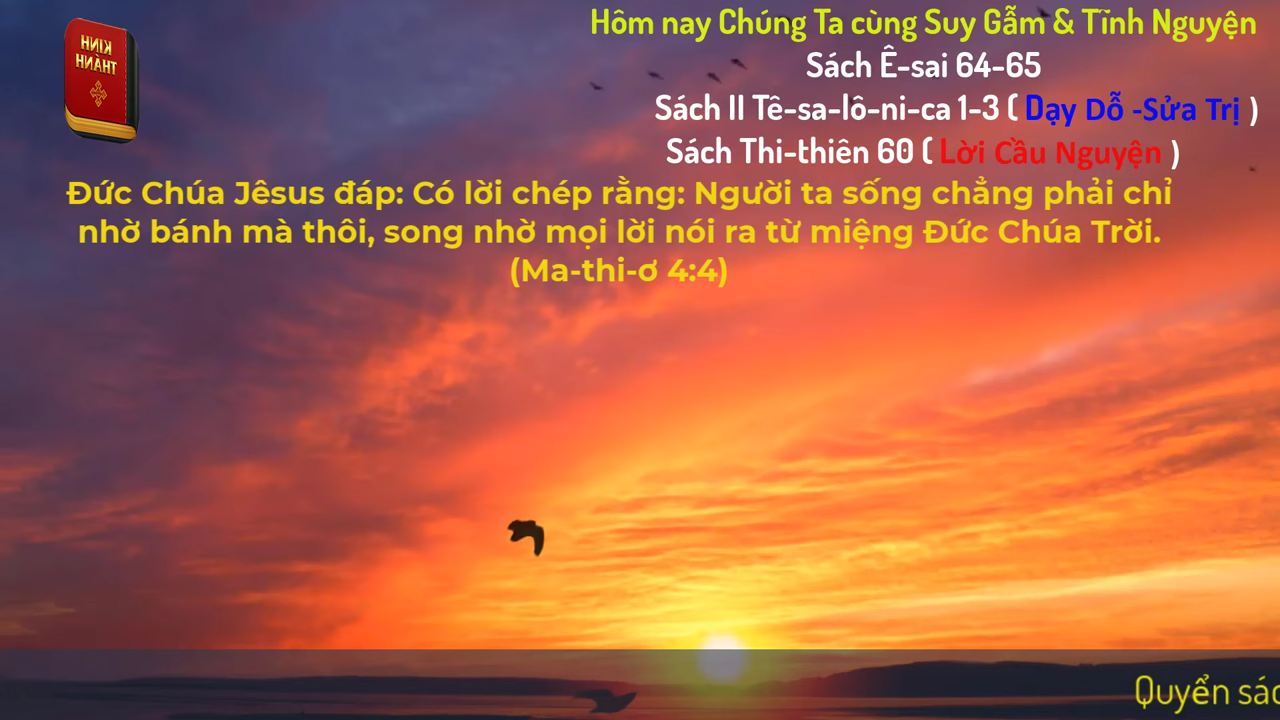 KINH
THÁNH
Hôm nay Chúng Ta cùng Suy Gẫm & Tĩnh Nguyện
Sách Ê-sai 64-65
Sách II Tê-sa-lô-ni-ca 1-3 ( Dạy Dỗ -Sửa Trị )
Sách Thi-thiên 60 ( Lời Cầu Nguyện )
Đức Chúa Jêsus đáp: Có lời chép rằng: Người ta sống chẳng phải chỉ
nhờ bánh mà thôi, song nhờ mọi lời nói ra từ miệng Đức Chúa Trời.
(Ma-thi-ơ 4:4)
Quyển